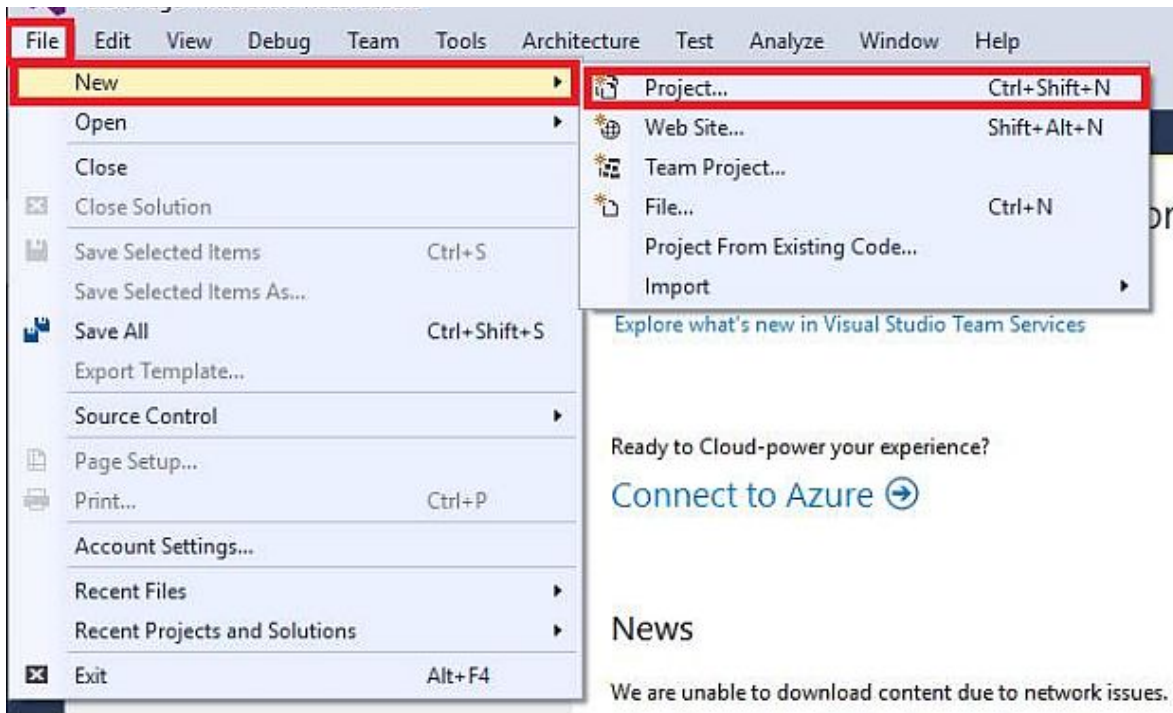 File Edit View Debug Team Tools Architecture Test Analyze Window Help
New
Open
Close
Close Solution
Save Selected Items Ctrl+S
Save Selected Items As...
Save All Ctrl+Shift+S
Export Template...
Source Control
Page Setup...
Print... Ctrl+P
Account Settings...
Recent Files
Recent Projects and Solutions
Exit Alt+F4
Project... Ctrl+Shift+N
Web Site... Shift+Alt+N
Team Project...
File... Ctrl+N
Project From Existing Code...
Import
Explore what's new in Visual Studio Team Services
Ready to Cloud-power your experience?
Connect to Azure
News
We are unable to download content due to network issues.